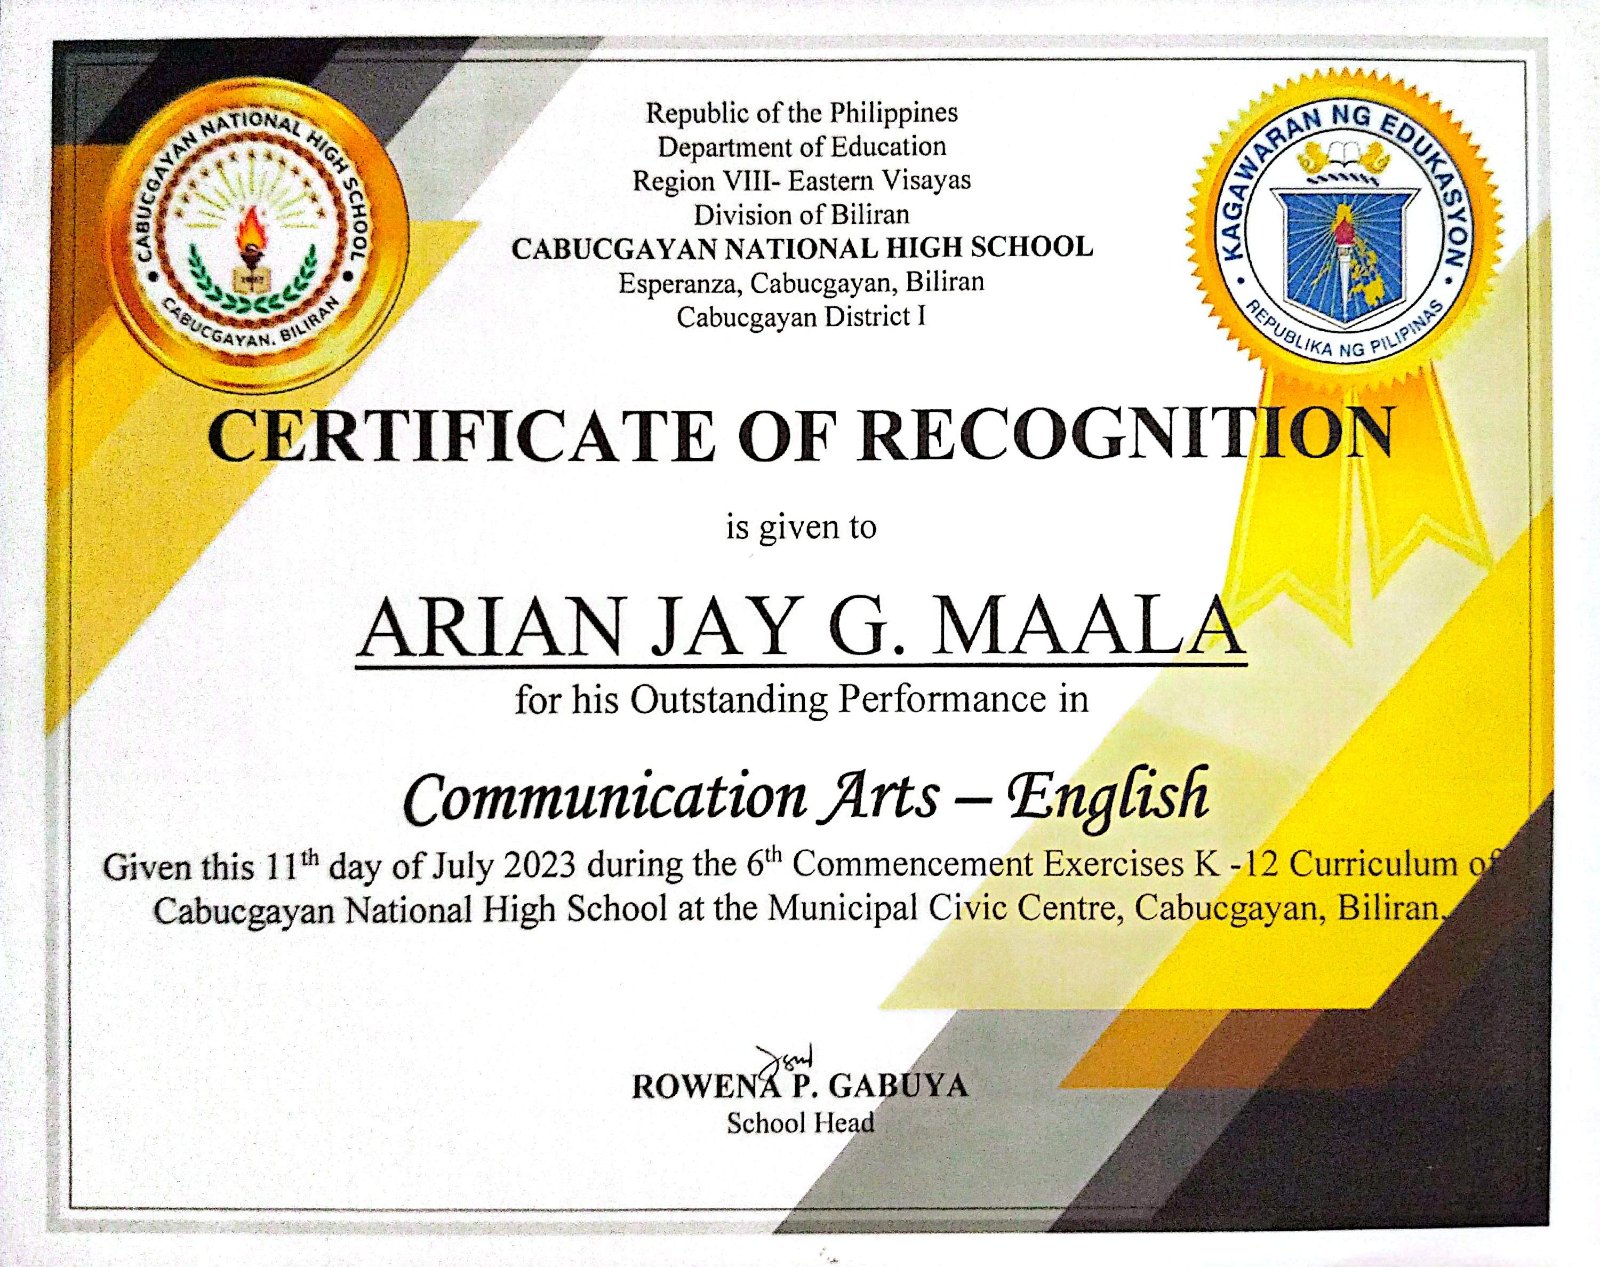 CABUCGAYAN NATIONAL HIGH SCHOOL
CABUCGAYAN, BILIRAN
Republic of the Philippines
Department of Education
Region VIII- Eastern Visayas
Division of Biliran
CABUCGAYAN NATIONAL HIGH SCHOOL
Esperanza, Cabucgayan, Biliran
Cabucgayan District I
KAGAWARAN NG EDUKASYON
REPUBLIKA NG PILIPINAS
CERTIFICATE OF RECOGNITION
is given to
ARIAN JAY G. MAALA
for his Outstanding Performance in
Communication Arts – English
Given this 11th day of July 2023 during the 6th Commencement Exercises K -12 Curriculum of
Cabucgayan National High School at the Municipal Civic Centre, Cabucgayan, Biliran.
ROWENA P. GABUYA
School Head